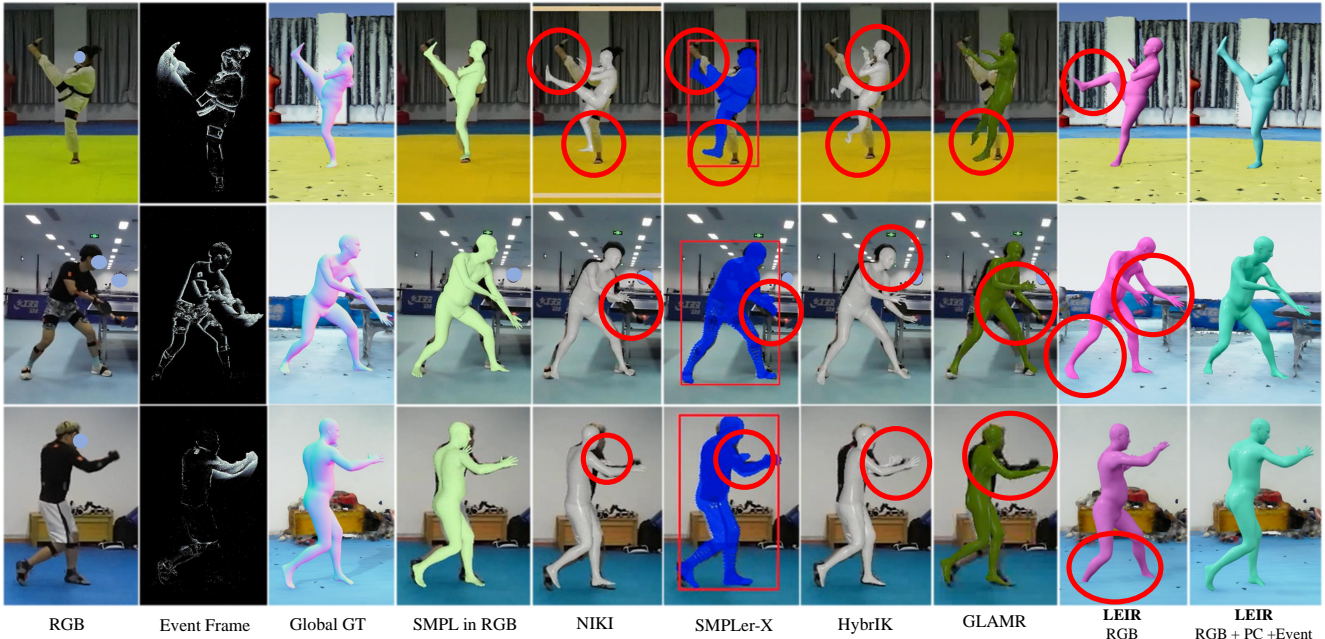 RGB
Event Frame
Global GT
SMPL in RGB
NIKI
SMPLer-X
HybrIK
GLAMR
LEIR
RGB
LEIR
RGB + PC +Event